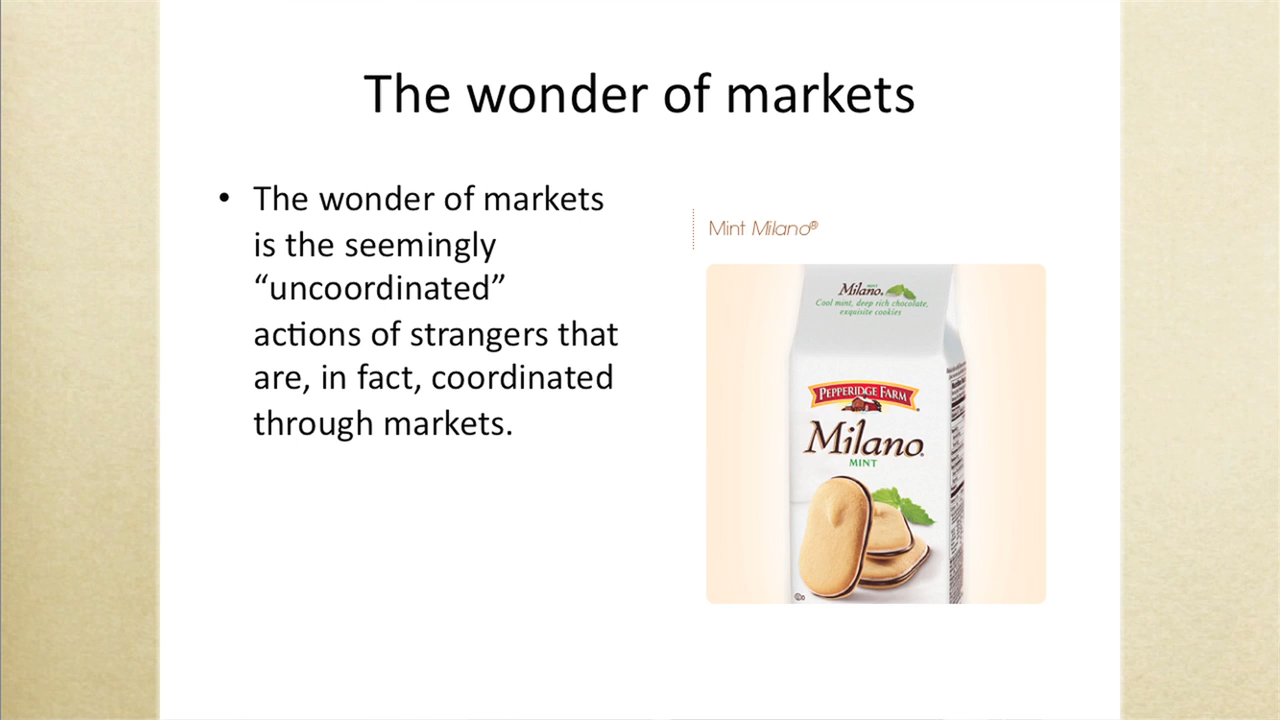 The wonder of markets
• The wonder of markets
is the seemingly
“uncoordinated”
actions of strangers that
are, in fact, coordinated
through markets.
Mint Milano®
MINT
Milano.
Cool mint, deep rich chocolate,
exquisite cookies
PEPPERIDGE FARM
Milano.
MINT